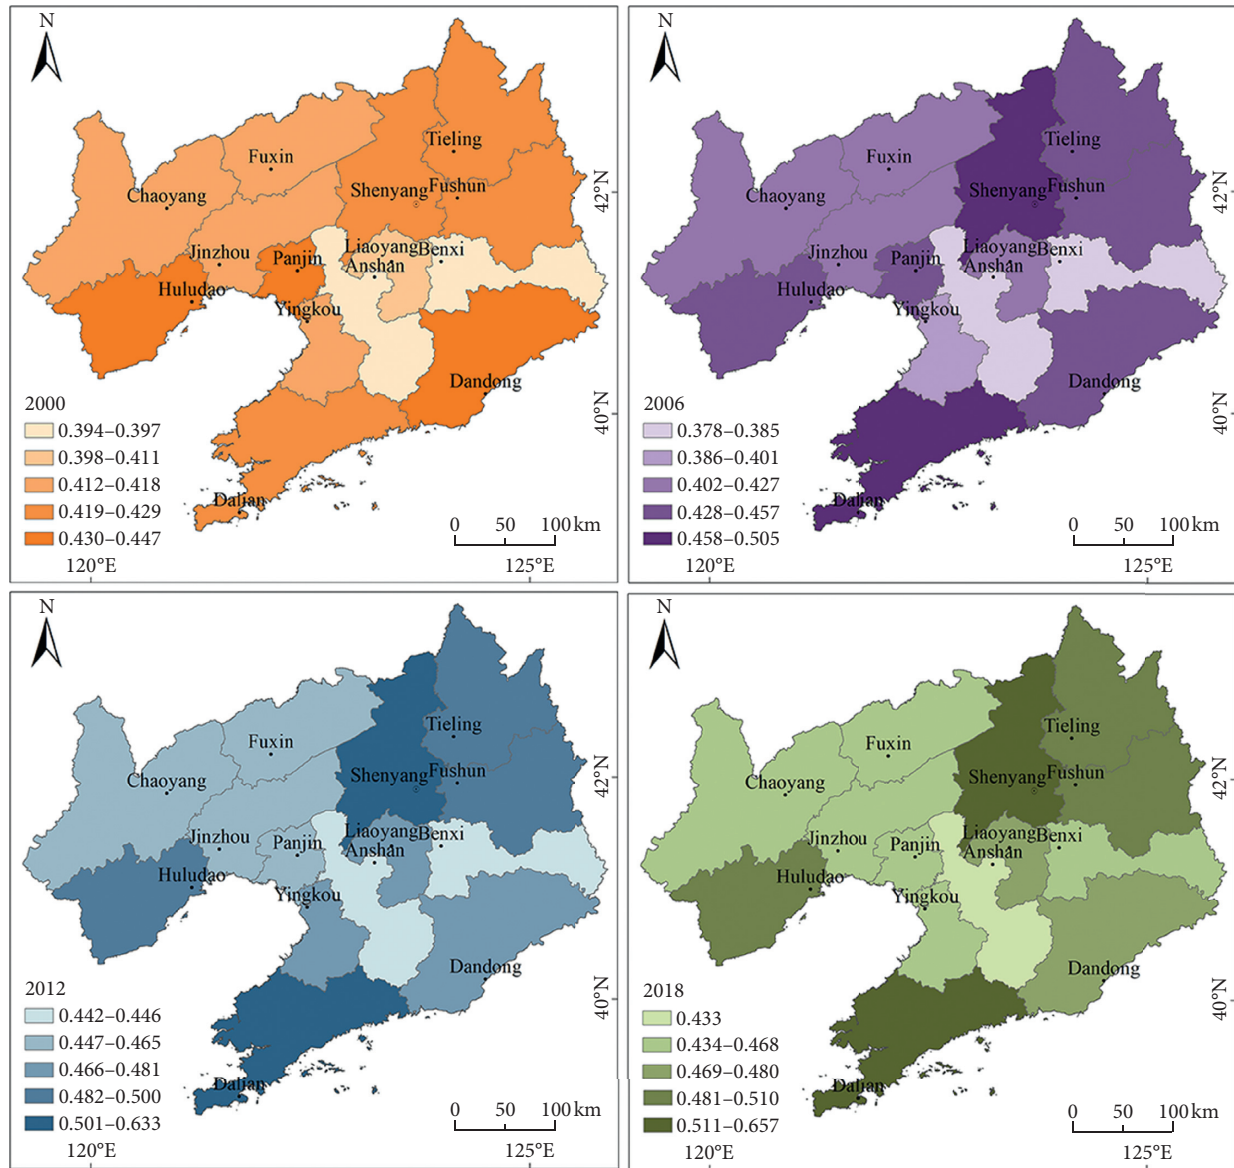 N
Fuxin
Tieling
Chaoyang
Shenyang
Fushun
Jinzhou
Panjin
Liaoyang
Benxi
Anshan
Huludao
Yingkou
Dandong
Dalian
42°N
40°N
2000
0.394–0.397
0.398–0.411
0.412–0.418
0.419–0.429
0.430–0.447
0 50 100 km
120°E 125°E
N
Fuxin
Tieling
Chaoyang
Shenyang
Fushun
Jinzhou
Panjin
Liaoyang
Benxi
Anshan
Huludao
Yingkou
Dandong
Dalian
42°N
40°N
2006
0.378–0.385
0.386–0.401
0.402–0.427
0.428–0.457
0.458–0.505
0 50 100 km
120°E 125°E
N
Fuxin
Tieling
Chaoyang
Shenyang
Fushun
Jinzhou
Panjin
Liaoyang
Benxi
Anshan
Huludao
Yingkou
Dandong
Dalian
42°N
40°N
2012
0.442–0.446
0.447–0.465
0.466–0.481
0.482–0.500
0.501–0.633
0 50 100 km
120°E 125°E
N
Fuxin
Tieling
Chaoyang
Shenyang
Fushun
Jinzhou
Panjin
Liaoyang
Benxi
Anshan
Huludao
Yingkou
Dandong
Dalian
42°N
40°N
2018
0.433
0.434–0.468
0.469–0.480
0.481–0.510
0.511–0.657
0 50 100 km
120°E 125°E